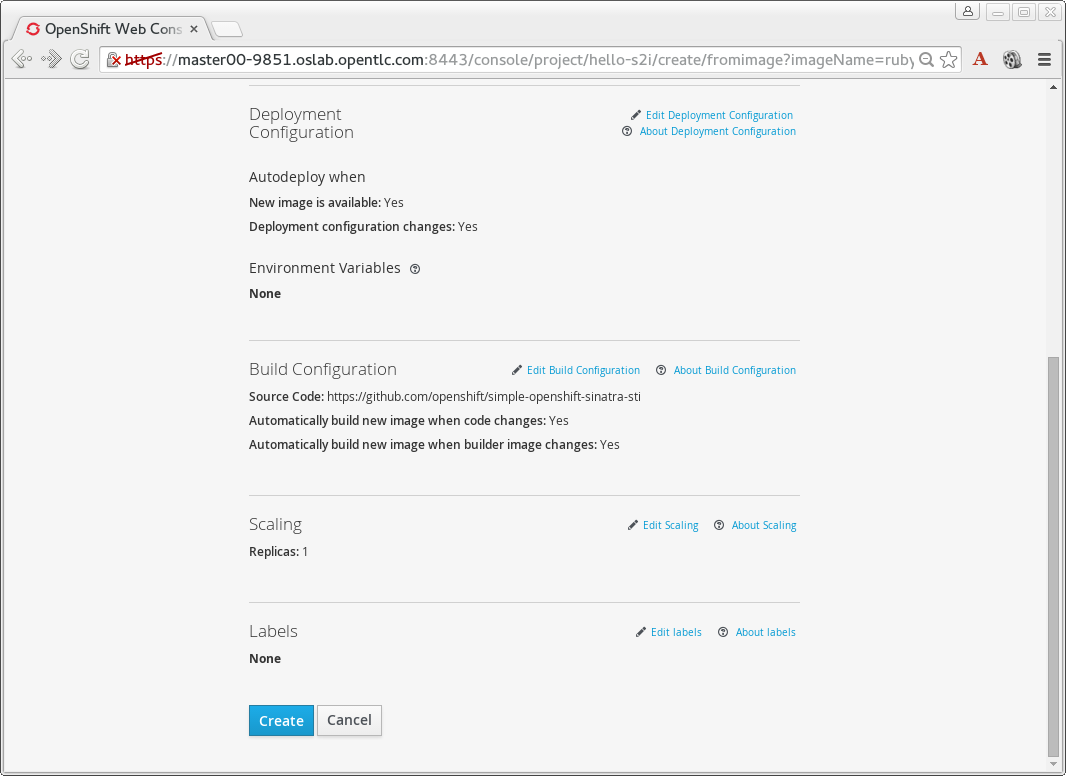 OpenShift Web Cons
https://master00-9851.oslab.opentlc.com:8443/console/project/hello-s2i/create/fromimage?imageName=ruby
A
Deployment
Configuration
Edit Deployment Configuration
About Deployment Configuration
Autodeploy when
New image is available: Yes
Deployment configuration changes: Yes
Environment Variables
None
Build Configuration
Edit Build Configuration
About Build Configuration
Source Code: https://github.com/openshift/simple-openshift-sinatra-sti
Automatically build new image when code changes: Yes
Automatically build new image when builder image changes: Yes
Scaling
Edit Scaling
About Scaling
Replicas: 1
Labels
Edit labels
About labels
None
Create
Cancel